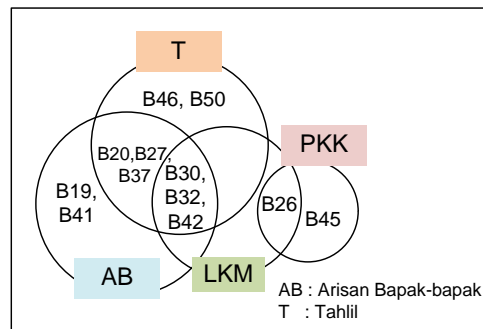 T
B46, B50
PKK
B20,B27,
B37
B30,
B32,
B42
B19,
B41
B26
B45
AB
LKM
AB : Arisan Bapak-bapak
T : Tahlil